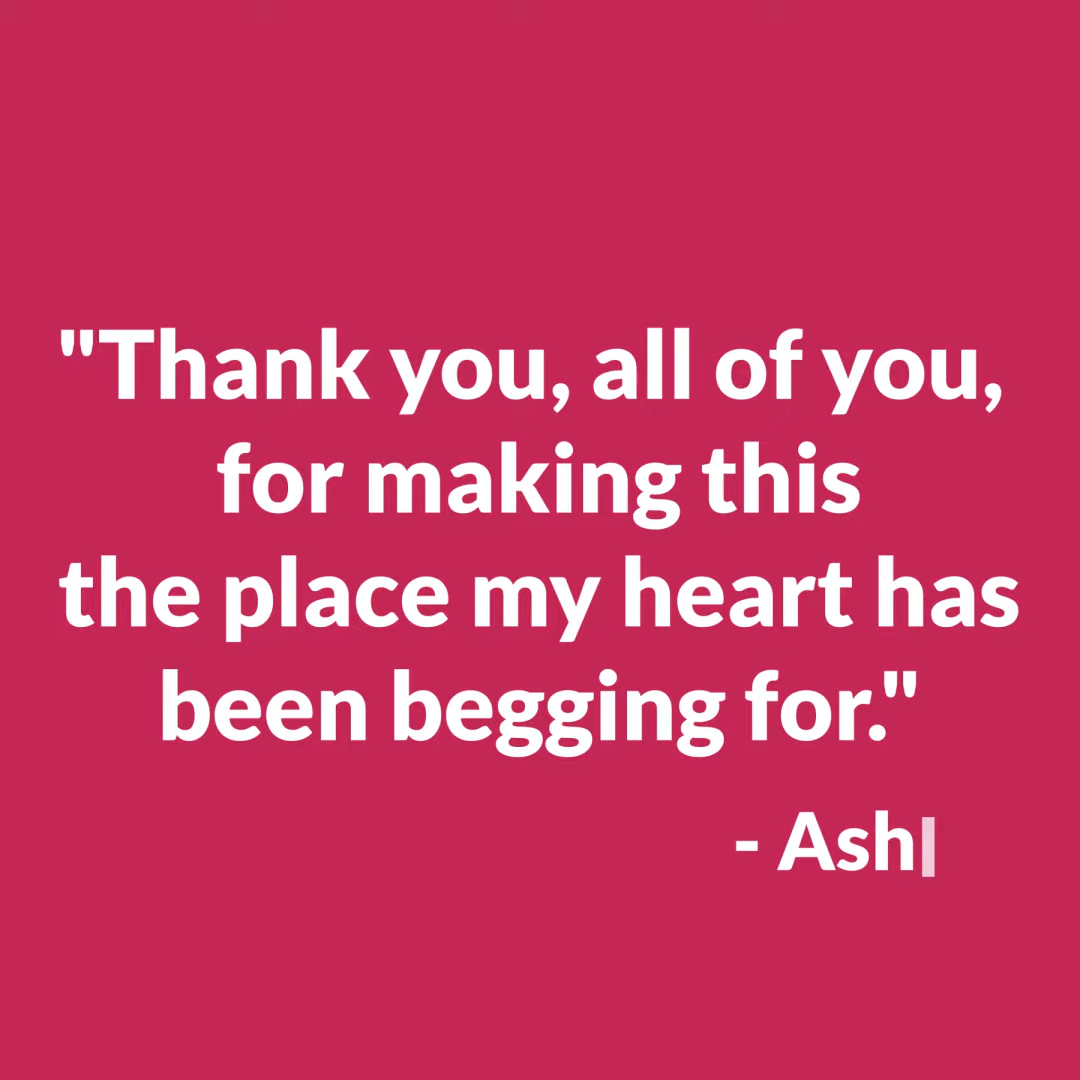 "Thank you, all of you,
for making this
the place my heart has
been begging for."
- Ash